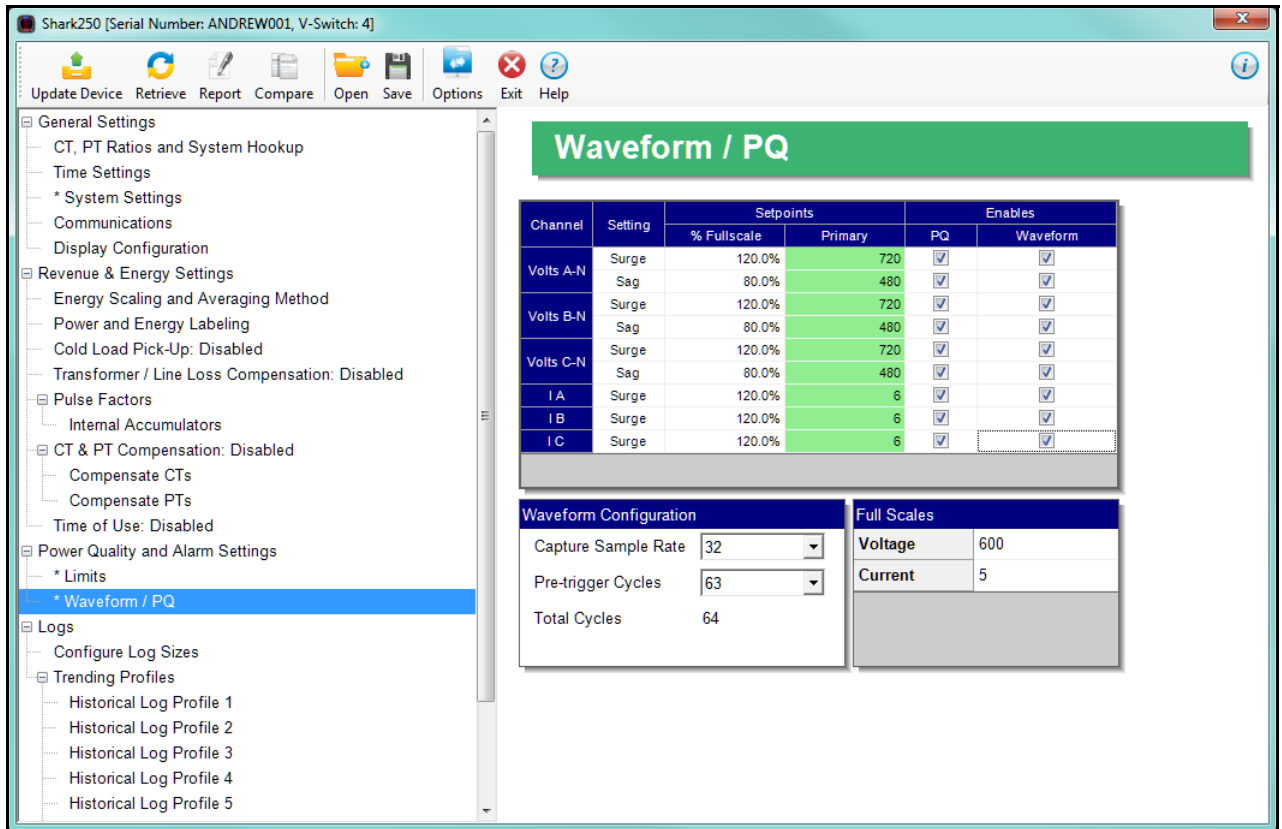 Shark250 [Serial Number: ANDREW001, V-Switch: 4]
Update Device Retrieve Report Compare Open Save Options Exit Help
General Settings
CT, PT Ratios and System Hookup
Time Settings
* System Settings
Communications
Display Configuration
Revenue & Energy Settings
Energy Scaling and Averaging Method
Power and Energy Labeling
Cold Load Pick-Up: Disabled
Transformer / Line Loss Compensation: Disabled
Pulse Factors
Internal Accumulators
CT & PT Compensation: Disabled
Compensate CTs
Compensate PTs
Time of Use: Disabled
Power Quality and Alarm Settings
* Limits
* Waveform / PQ
Logs
Configure Log Sizes
Trending Profiles
Historical Log Profile 1
Historical Log Profile 2
Historical Log Profile 3
Historical Log Profile 4
Historical Log Profile 5
Waveform / PQ
Channel Setting Setpoints Enables
% Fullscale Primary PQ Waveform
Volts A-N Surge 120.0% 720
Sag 80.0% 480
Volts B-N Surge 120.0% 720
Sag 80.0% 480
Volts C-N Surge 120.0% 720
Sag 80.0% 480
I A Surge 120.0% 6
I B Surge 120.0% 6
I C Surge 120.0% 6
Waveform Configuration
Capture Sample Rate 32
Pre-trigger Cycles 63
Total Cycles 64
Full Scales
Voltage 600
Current 5